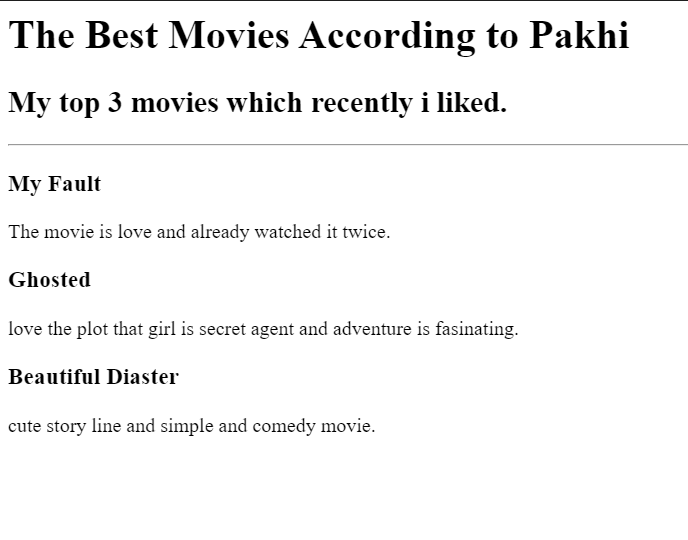 The Best Movies According to Pakhi
My top 3 movies which recently i liked.
My Fault
The movie is love and already watched it twice.
Ghosted
love the plot that girl is secret agent and adventure is fasinating.
Beautiful Diaster
cute story line and simple and comedy movie.